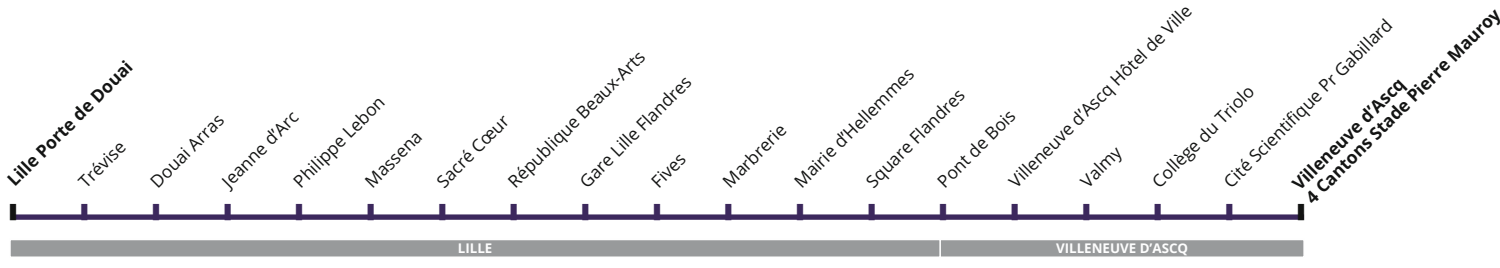 Lille Porte de Douai
Trévise
Douai Arras
Jeanne d'Arc
Philippe Lebon
Massena
Sacré Cœur
République Beaux-Arts
Gare Lille Flandres
Fives
Marbrerie
Mairie d'Hellemmes
Square Flandres
Pont de Bois
Villeneuve d'Ascq Hôtel de Ville
Valmy
Collège du Triolo
Cité Scientifique Pr Gabillard
Villeneuve d'Ascq
4 Cantons Stade Pierre Mauroy
LILLE
VILLENEUVE D'ASCQ